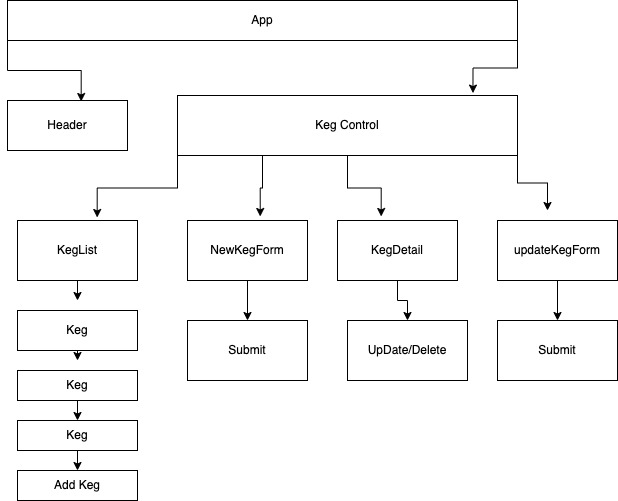 App
Header
Keg Control
KegList
NewKegForm
KegDetail
updateKegForm
Keg
Submit
UpDate/Delete
Submit
Keg
Keg
Add Keg